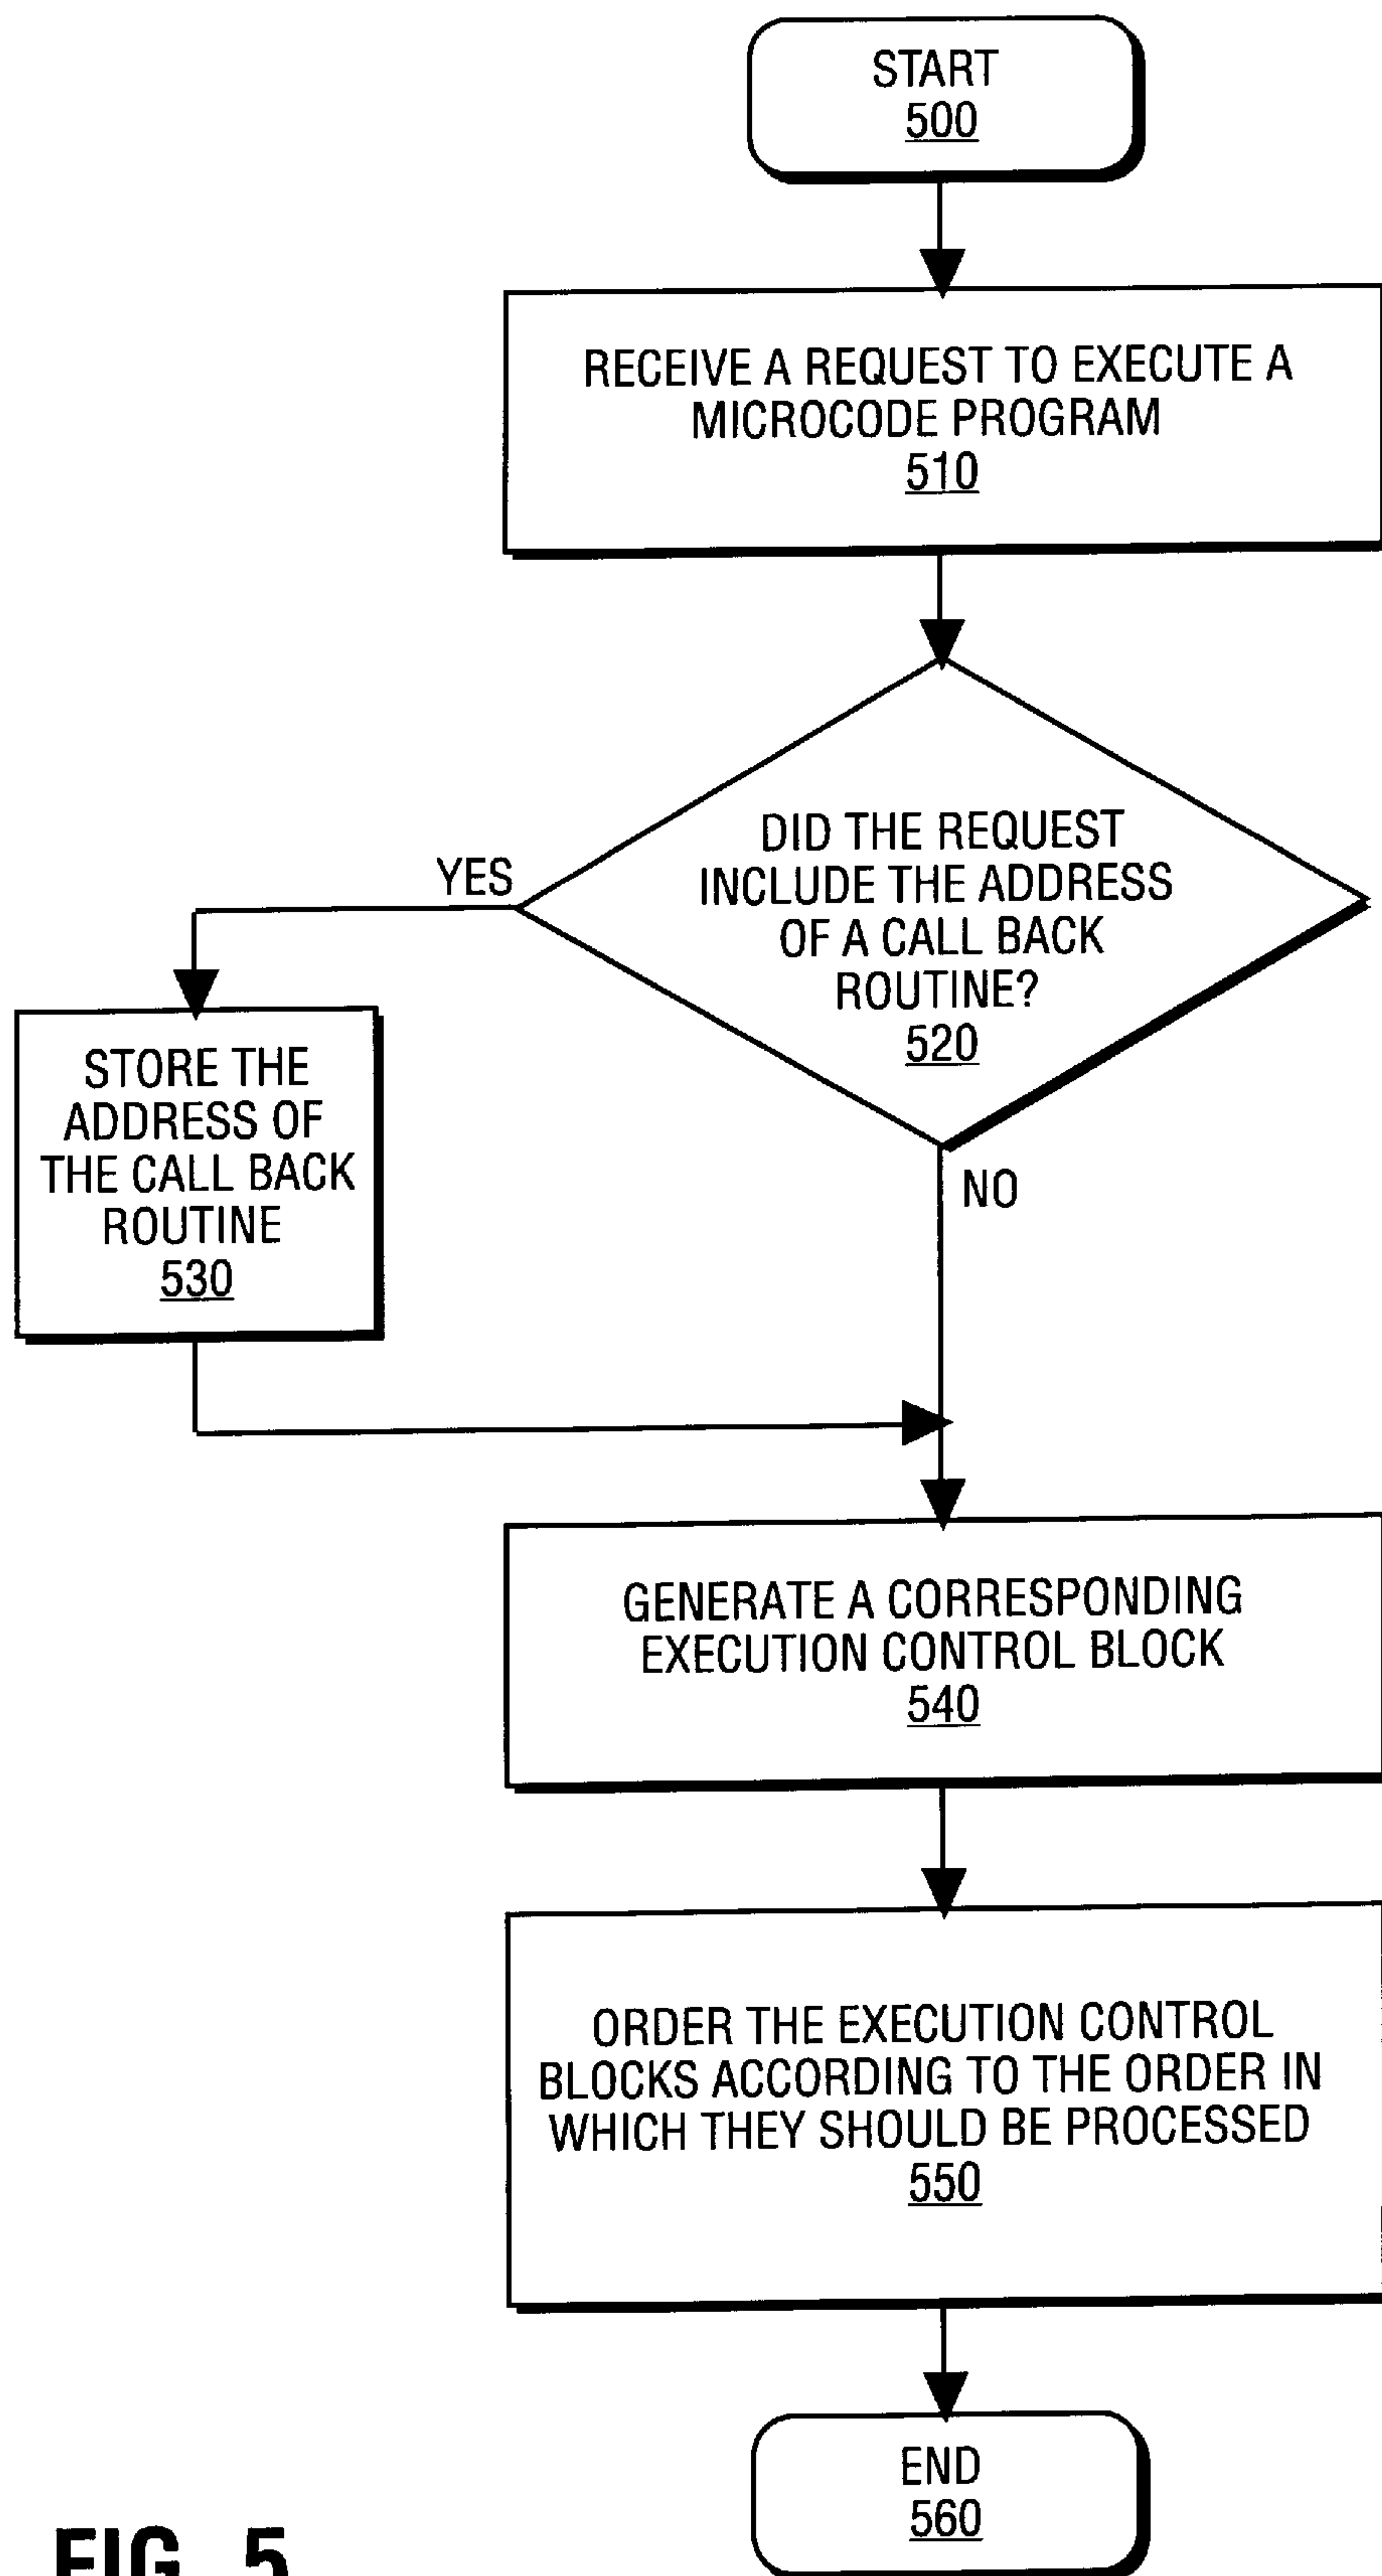 START
500
RECEIVE A REQUEST TO EXECUTE A
MICROCODE PROGRAM
510
DID THE REQUEST
INCLUDE THE ADDRESS
OF A CALL BACK
ROUTINE?
520
YES
NO
STORE THE
ADDRESS OF
THE CALL BACK
ROUTINE
530
GENERATE A CORRESPONDING
EXECUTION CONTROL BLOCK
540
ORDER THE EXECUTION CONTROL
BLOCKS ACCORDING TO THE ORDER IN
WHICH THEY SHOULD BE PROCESSED
550
END
560
FIG. 5